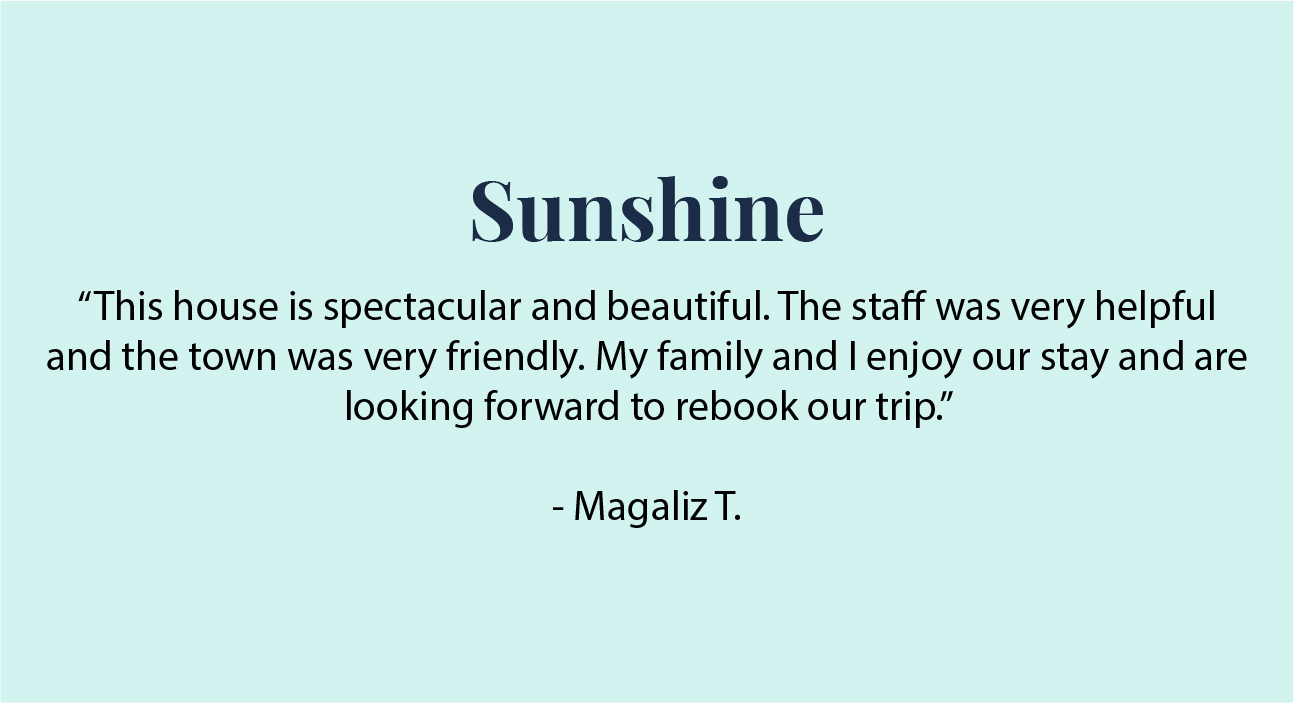 Sunshine
“This house is spectacular and beautiful. The staff was very helpful
and the town was very friendly. My family and I enjoy our stay and are
looking forward to rebook our trip.”
- Magaliz T.